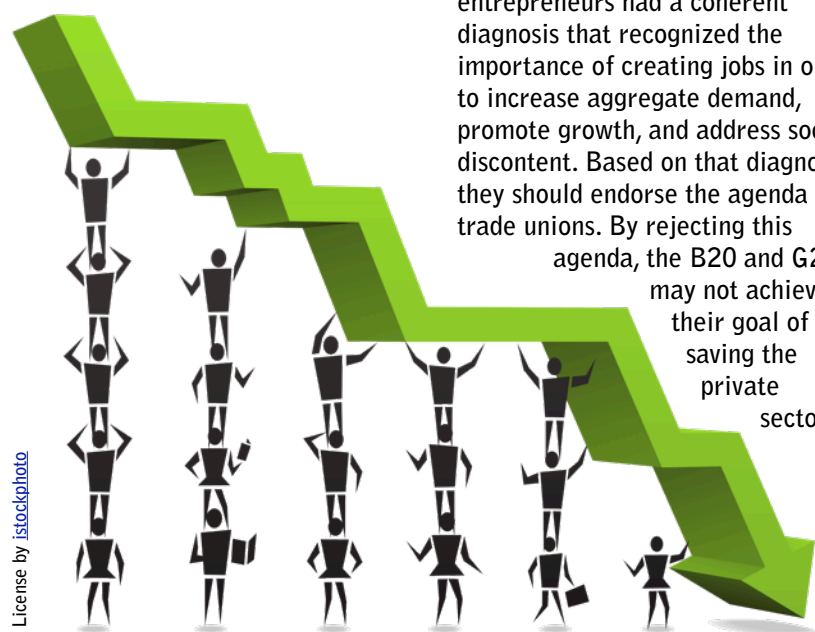 entrepreneurs had a coherent
diagnosis that recognized the
importance of creating jobs in o
to increase aggregate demand,
promote growth, and address so
discontent. Based on that diagno
they should endorse the agenda
trade unions. By rejecting this
agenda, the B20 and G2
may not achiev
their goal of
saving the
private
secto
License by istockphoto